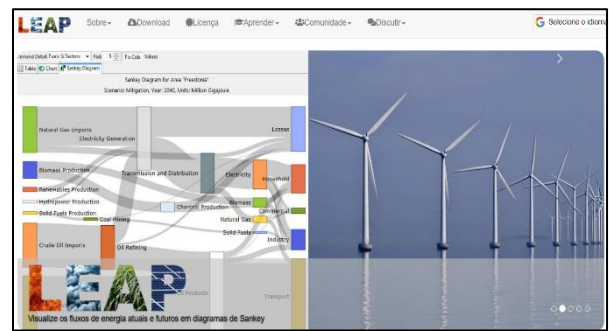 LEAP Sobre Download Licença Aprender Comunidade Discutir G Selecione o idioma
Table Chart Sankey Diagram
Sankey Diagram for Area "Freedonia"
Scenario: Mitigation, Year: 2040, Units: Million Gigajoule
Natural Gas Imports
Electricity Generation
Losses
Biomass Production
Transmission and Distribution
Electricity
Household
Renewables Production
Hydropower Production
Charcoal Production
Biomass
Commercial
Solid Fuels Production
Coal Mining
Natural Gas
Solid Fuels
Industry
Crude Oil Imports
Oil Refining
Transport
LEAP
Visualize os fluxos de energia atuais e futuros em diagramas de Sankey